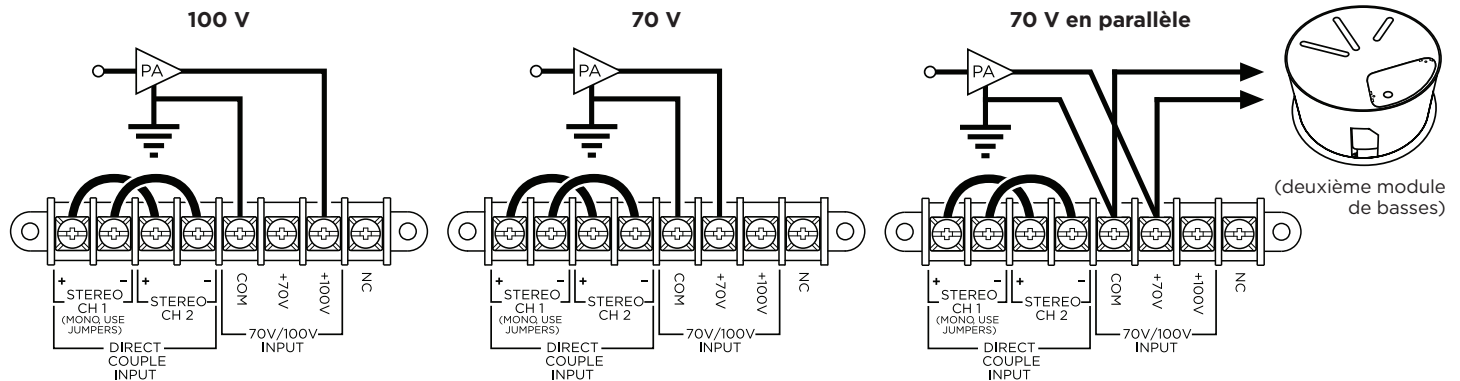 100 V
PA
+
-
+
-
STEREO
CH 1
(MONO, USE
JUMPERS)
STEREO
CH 2
COM
+70V
+100V
NC
DIRECT
COUPLE
INPUT
70V/100V
INPUT
70 V
PA
+
-
+
-
STEREO
CH 1
(MONO, USE
JUMPERS)
STEREO
CH 2
COM
+70V
+100V
NC
DIRECT
COUPLE
INPUT
70V/100V
INPUT
70 V en parallèle
PA
(deuxième module
de basses)
+
-
+
-
STEREO
CH 1
(MONO, USE
JUMPERS)
STEREO
CH 2
COM
+70V
+100V
NC
DIRECT
COUPLE
INPUT
70V/100V
INPUT